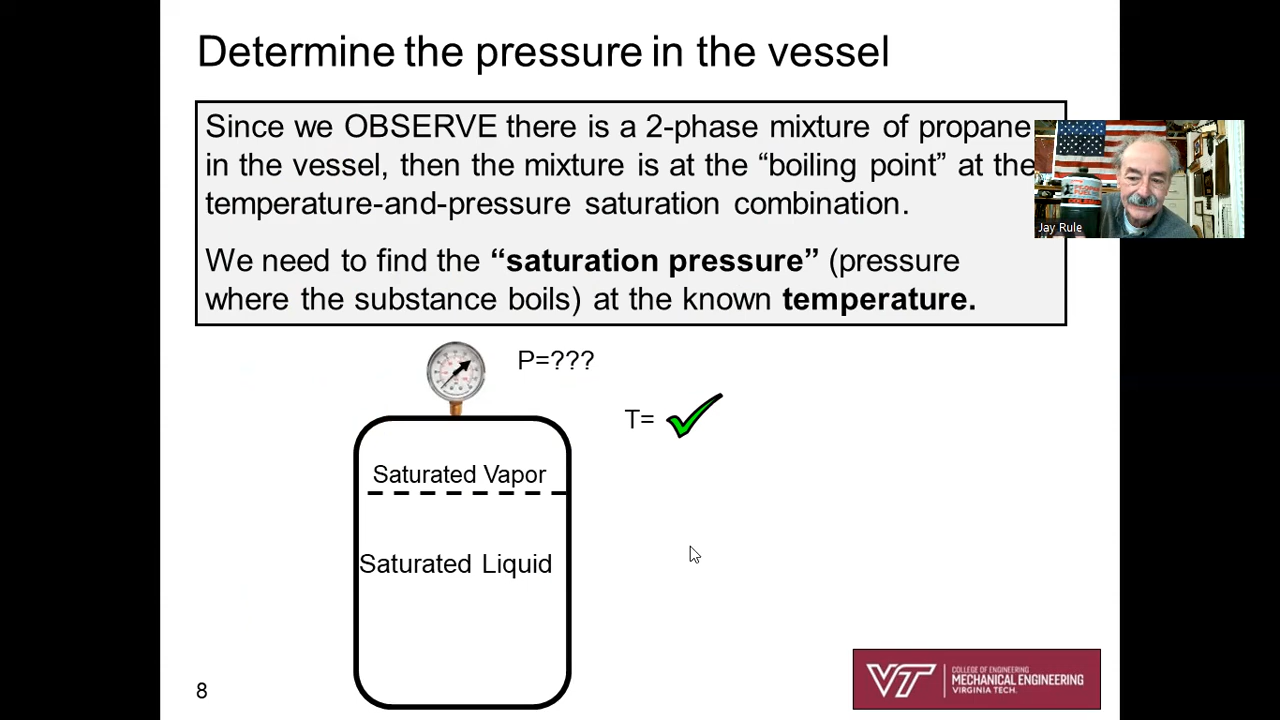 Determine the pressure in the vessel
Since we OBSERVE there is a 2-phase mixture of propane
in the vessel, then the mixture is at the “boiling point” at the
temperature-and-pressure saturation combination.
We need to find the “saturation pressure” (pressure
where the substance boils) at the known temperature.
Jay Rule
P=???
T=
Saturated Vapor
Saturated Liquid
8
VT
COLLEGE OF ENGINEERING
MECHANICAL ENGINEERING
VIRGINIA TECH.